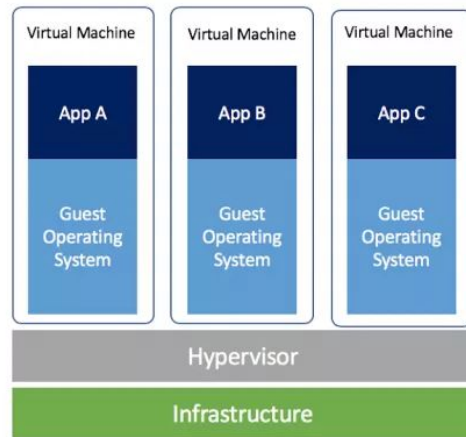 Virtual Machine
Virtual Machine
Virtual Machine
App A
App B
App C
Guest
Operating
System
Guest
Operating
System
Guest
Operating
System
Hypervisor
Infrastructure